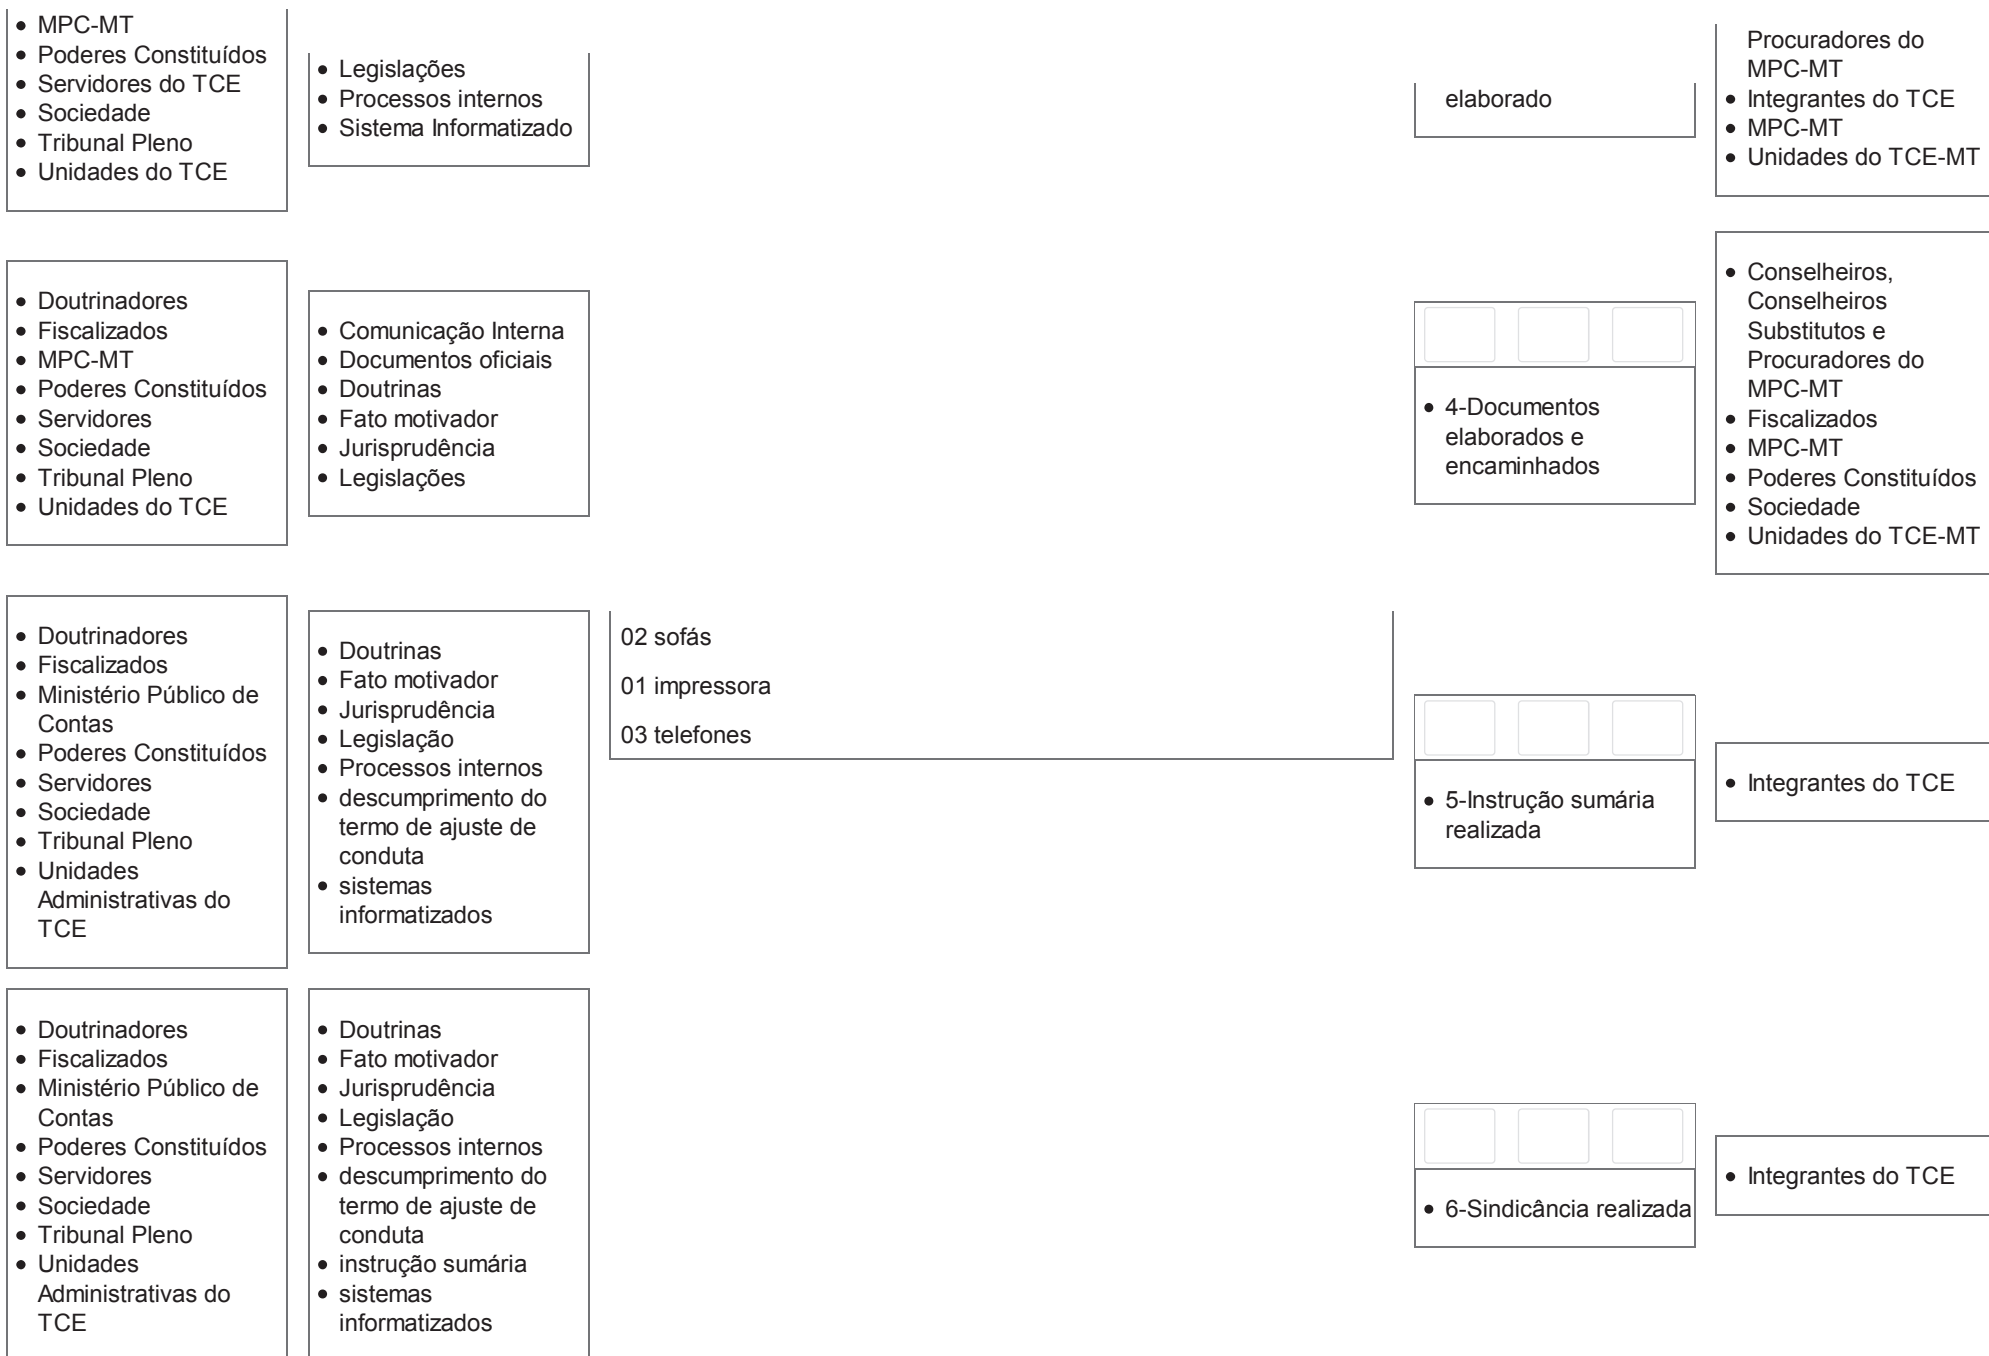 MPC-MT
Poderes Constituídos
Servidores do TCE
Sociedade
Tribunal Pleno
Unidades do TCE
Legislações
Processos internos
Sistema Informatizado
elaborado
Procuradores do
MPC-MT
Integrantes do TCE
MPC-MT
Unidades do TCE-MT
Doutrinadores
Fiscalizados
MPC-MT
Poderes Constituídos
Servidores
Sociedade
Tribunal Pleno
Unidades do TCE
Comunicação Interna
Documentos oficiais
Doutrinas
Fato motivador
Jurisprudência
Legislações
4-Documentos
elaborados e
encaminhados
Conselheiros,
Conselheiros
Substitutos e
Procuradores do
MPC-MT
Fiscalizados
MPC-MT
Poderes Constituídos
Sociedade
Unidades do TCE-MT
Doutrinadores
Fiscalizados
Ministério Público de
Contas
Poderes Constituídos
Servidores
Sociedade
Tribunal Pleno
Unidades
Administrativas do
TCE
Doutrinas
Fato motivador
Jurisprudência
Legislação
Processos internos
descumprimento do
termo de ajuste de
conduta
sistemas
informatizados
02 sofás
01 impressora
03 telefones
5-Instrução sumária
realizada
Integrantes do TCE
Doutrinadores
Fiscalizados
Ministério Público de
Contas
Poderes Constituídos
Servidores
Sociedade
Tribunal Pleno
Unidades
Administrativas do
TCE
Doutrinas
Fato motivador
Jurisprudência
Legislação
Processos internos
descumprimento do
termo de ajuste de
conduta
instrução sumária
sistemas
informatizados
6-Sindicância realizada
Integrantes do TCE